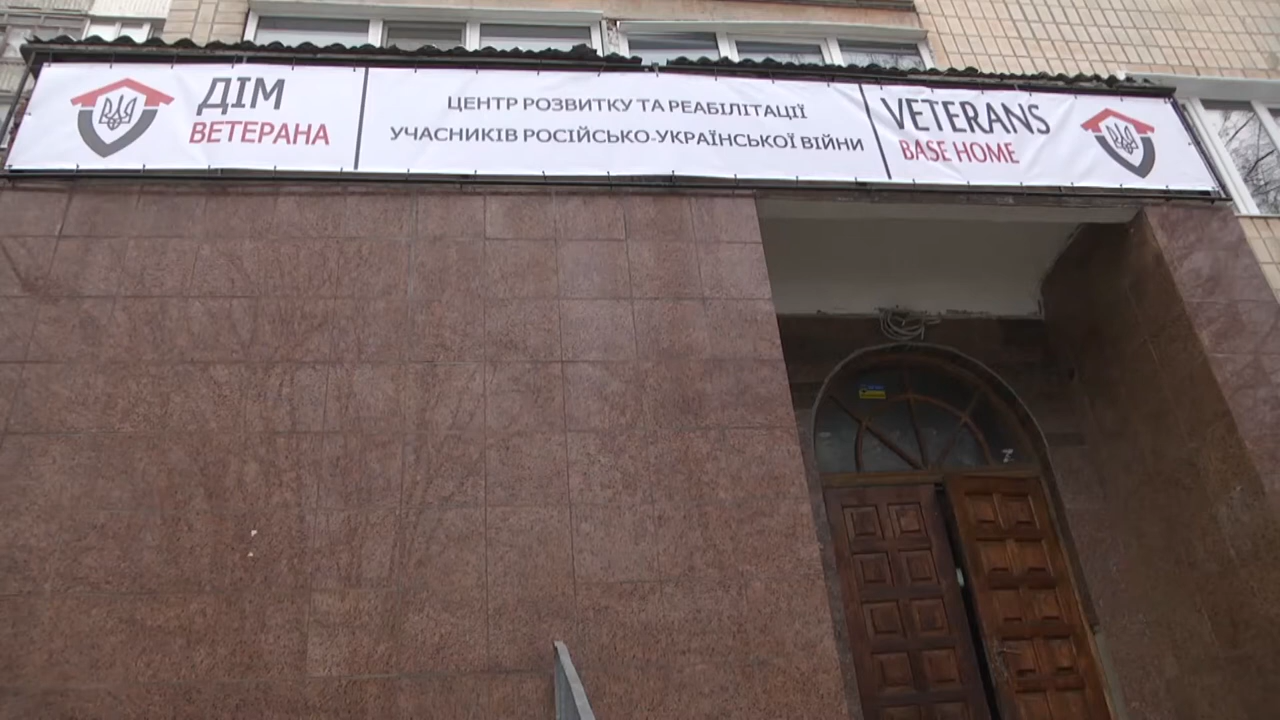 ДІМ
ВЕТЕРАНА
ЦЕНТР РОЗВИТКУ ТА РЕАБІЛІТАЦІЇ
УЧАСНИКІВ РОСІЙСЬКО-УКРАЇНСЬКОЇ ВІЙНИ
VETERANS
BASE HOME